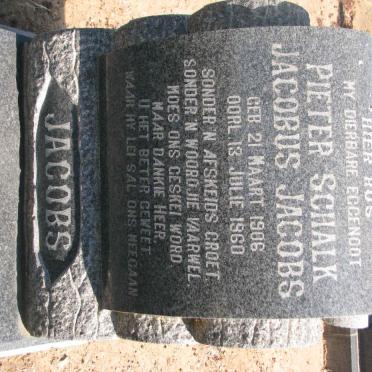 HIER RUS
MY DIERBARE EGGENOOT
PIETER SCHALK
JACOBUS JACOBS
GEB 21 MAART 1906
OORL 18 JULIE 1960
SONDER 'N AFSKEIDS GROET
SONDER 'N WOORDJIE VAARWEL
MOES ONS GESKEI WORD
MAAR DANKIE HEER
U HET BETER GEWEET
WAAR HY LEI SAL ONS MEEGAAN
JACOBS